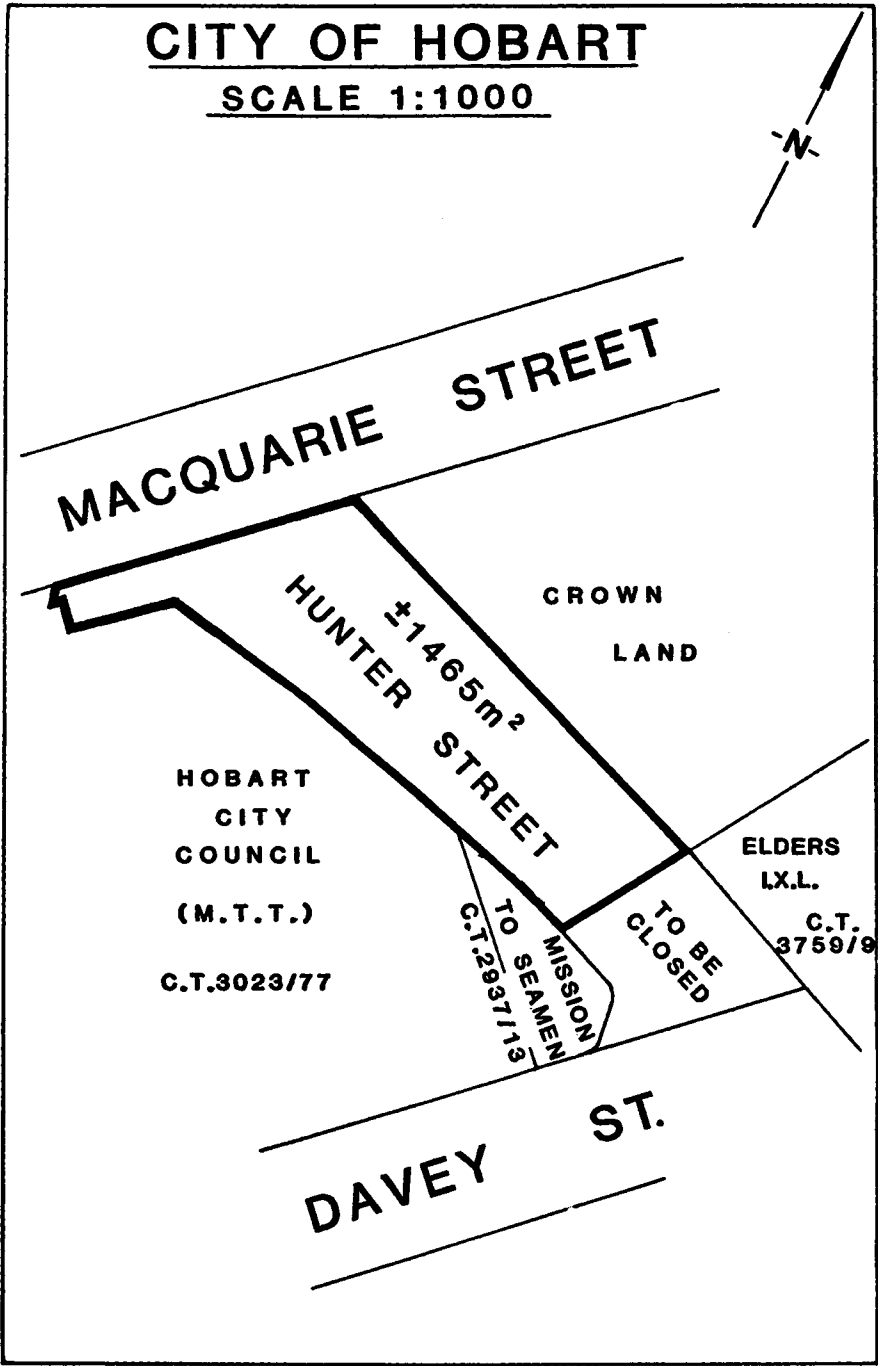 CITY OF HOBART
SCALE 1:1000
-N-
MACQUARIE STREET
HUNTER STREET
±1465m²
CROWN
LAND
HOBART
CITY
COUNCIL
(M.T.T.)
C.T.3023/77
MISSION
TO SEAMEN
C.T.2937/13
TO BE
CLOSED
ELDERS
I.X.L.
C.T.
3759/9
DAVEY ST.